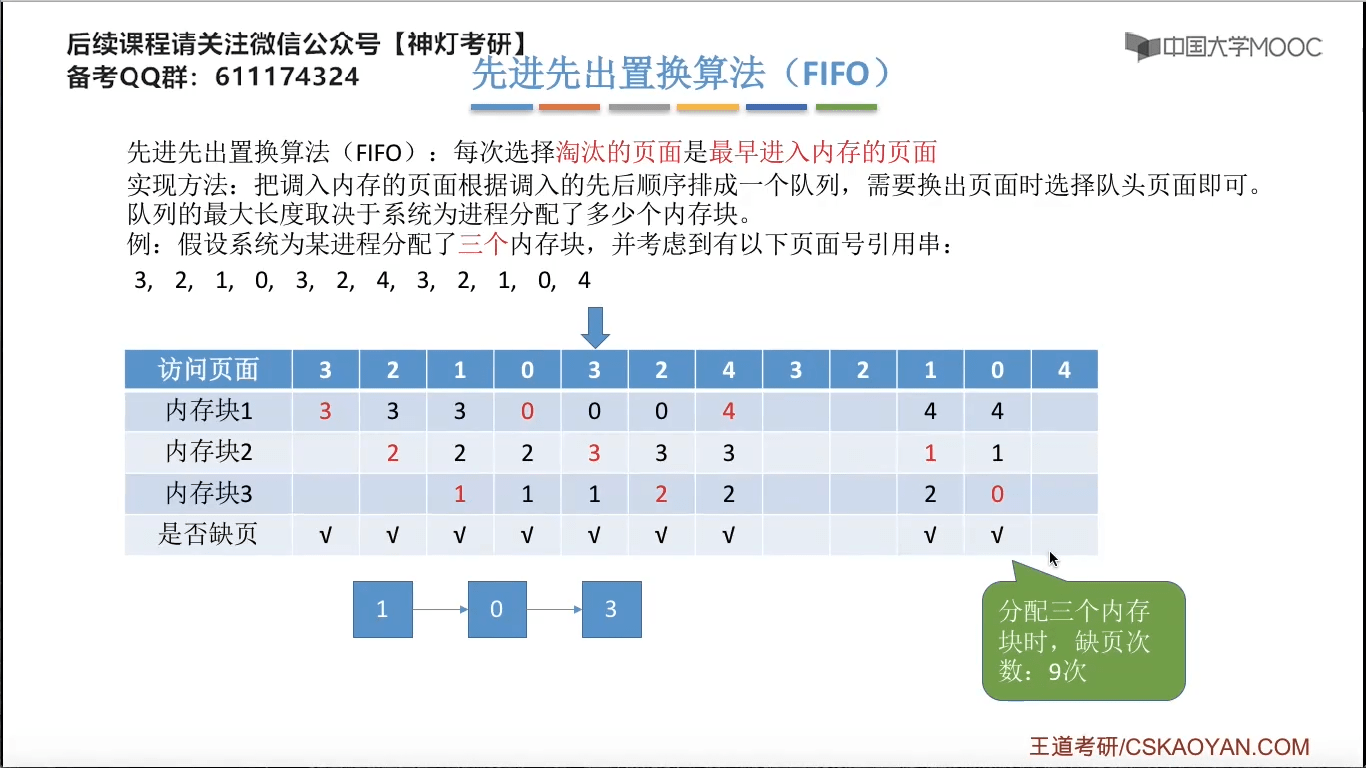 后续课程请关注微信公众号【神灯考研】
备考QQ群：611174324
中国大学MOOC
先进先出置换算法（FIFO）
先进先出置换算法（FIFO）：每次选择淘汰的页面是最早进入内存的页面
实现方法：把调入内存的页面根据调入的先后顺序排成一个队列，需要换出页面时选择队头页面即可。
队列的最大长度取决于系统为进程分配了多少个内存块。
例：假设系统为某进程分配了三个内存块，并考虑到有以下页面号引用串：
3, 2, 1, 0, 3, 2, 4, 3, 2, 1, 0, 4
访问页面 3 2 1 0 3 2 4 3 2 1 0 4
内存块1 3 3 3 0 0 0 4 4 4
内存块2 2 2 2 3 3 3 1 1
内存块3 1 1 1 2 2 2 0
是否缺页 √ √ √ √ √ √ √ √ √
1 0 3
分配三个内存
块时，缺页次
数：9次
王道考研/CSKAOYAN.COM